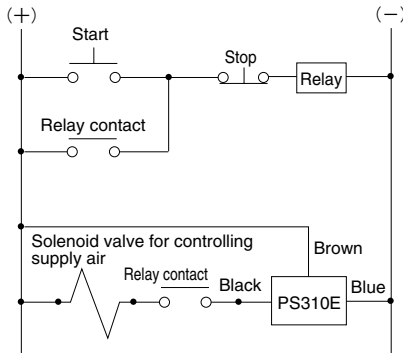 (+)
(−)
Start
Stop
Relay
Relay contact
Solenoid valve for controlling
supply air
Brown
Relay contact
Black
PS310E
Blue